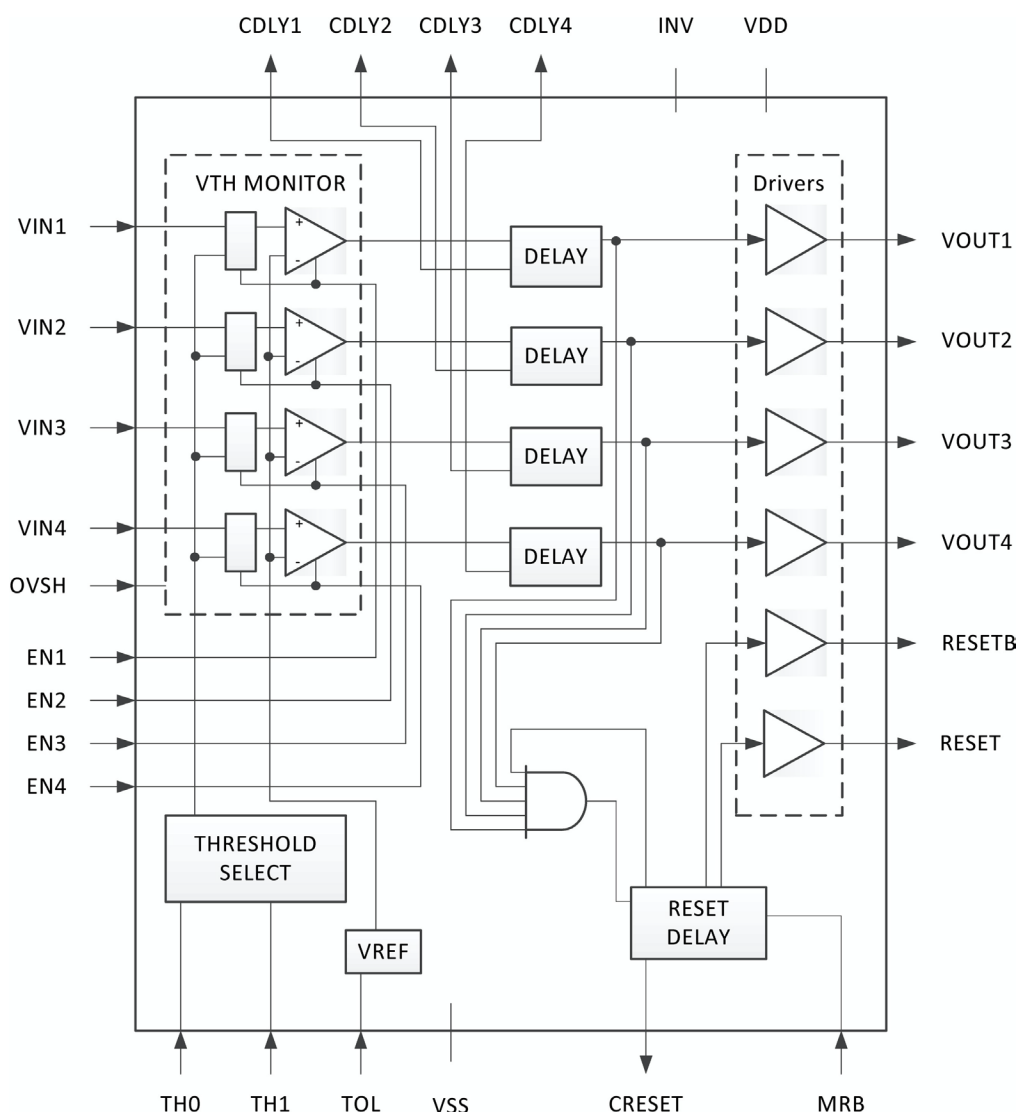 CDLY1 CDLY2 CDLY3 CDLY4 INV VDD
VTH MONITOR
Drivers
VIN1
+
-
DELAY
VOUT1
VIN2
+
-
DELAY
VOUT2
VIN3
+
-
DELAY
VOUT3
VIN4
+
-
DELAY
VOUT4
OVSH
EN1
RESETB
EN2
EN3
RESET
EN4
THRESHOLD
SELECT
RESET
DELAY
VREF
TH0 TH1 TOL VSS CRESET MRB